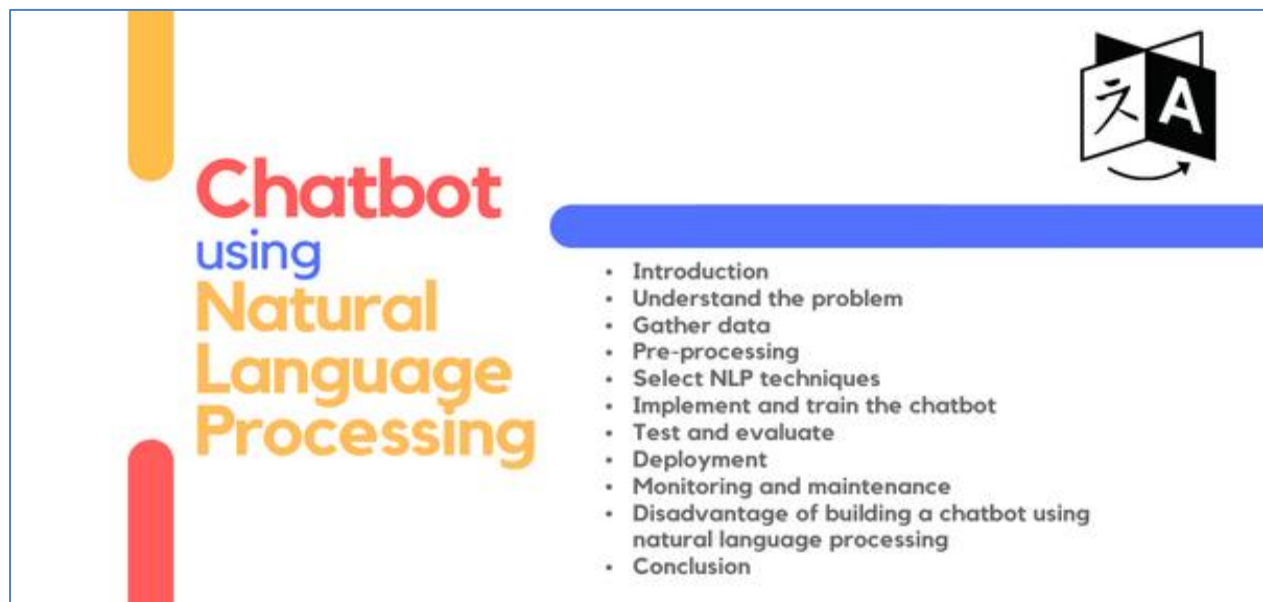 Chatbot
using
Natural
Language
Processing
A
• Introduction
• Understand the problem
• Gather data
• Pre-processing
• Select NLP techniques
• Implement and train the chatbot
• Test and evaluate
• Deployment
• Monitoring and maintenance
• Disadvantage of building a chatbot using
natural language processing
• Conclusion